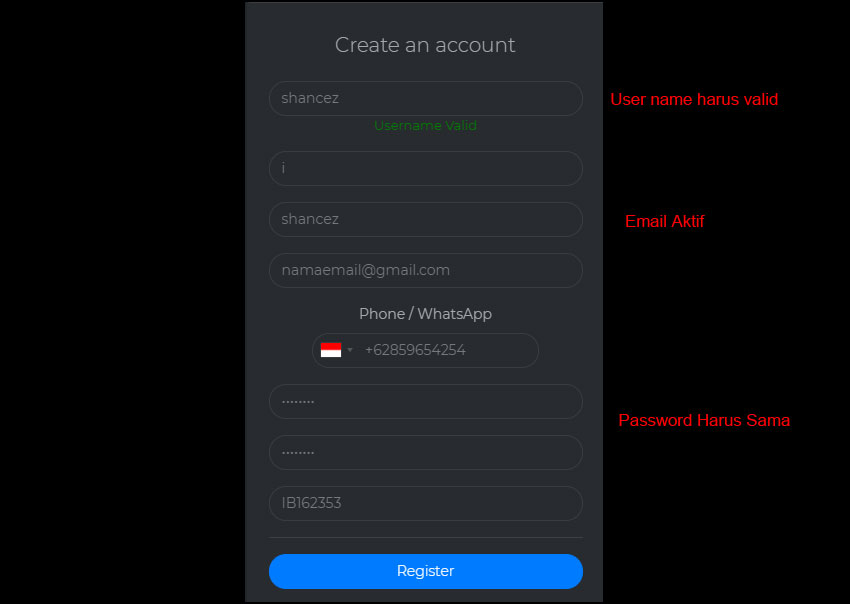 Create an account
shancez
User name harus valid
Username Valid
i
shancez
Email Aktif
namaemail@gmail.com
Phone / WhatsApp
+62859654254
········
Password Harus Sama
········
IB162353
Register